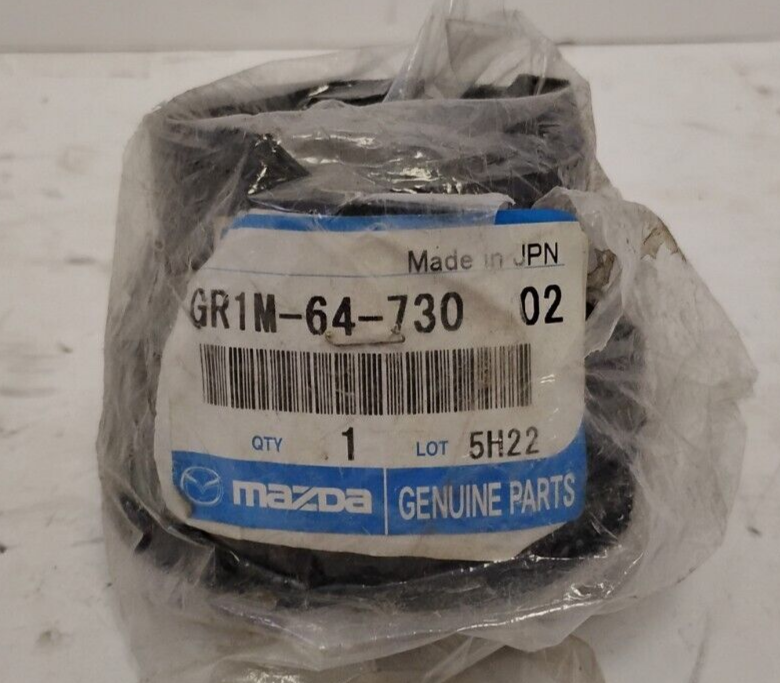 Made in JPN
GR1M-64-730 02
QTY 1 LOT 5H22
mazda GENUINE PARTS